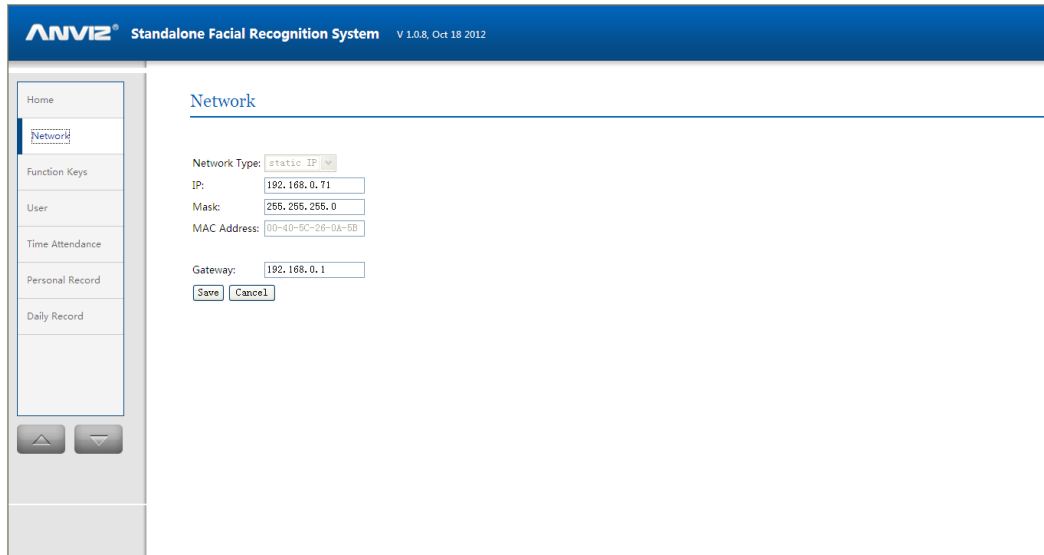 ANVIZ® Standalone Facial Recognition System V 1.0.8, Oct 18 2012
Home
Network
Function Keys
User
Time Attendance
Personal Record
Daily Record
Network
Network Type: static IP
IP: 192.168.0.71
Mask: 255.255.255.0
MAC Address: 00-40-5C-26-0A-5B
Gateway: 192.168.0.1
Save Cancel